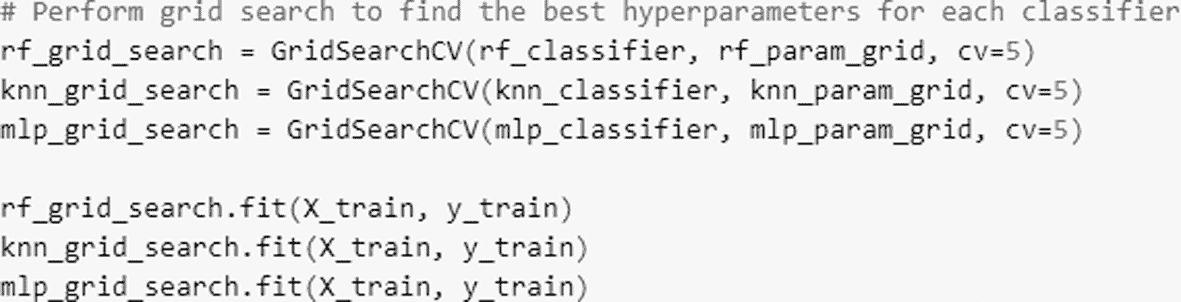 # Perform grid search to find the best hyperparameters for each classifier
rf_grid_search = GridSearchCV(rf_classifier, rf_param_grid, cv=5)
knn_grid_search = GridSearchCV(knn_classifier, knn_param_grid, cv=5)
mlp_grid_search = GridSearchCV(mlp_classifier, mlp_param_grid, cv=5)
rf_grid_search.fit(X_train, y_train)
knn_grid_search.fit(X_train, y_train)
mlp_grid_search.fit(X_train, y_train)